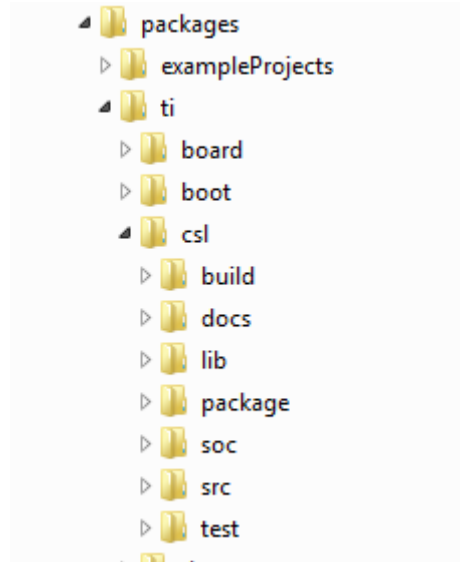 packages
exampleProjects
ti
board
boot
csl
build
docs
lib
package
soc
src
test